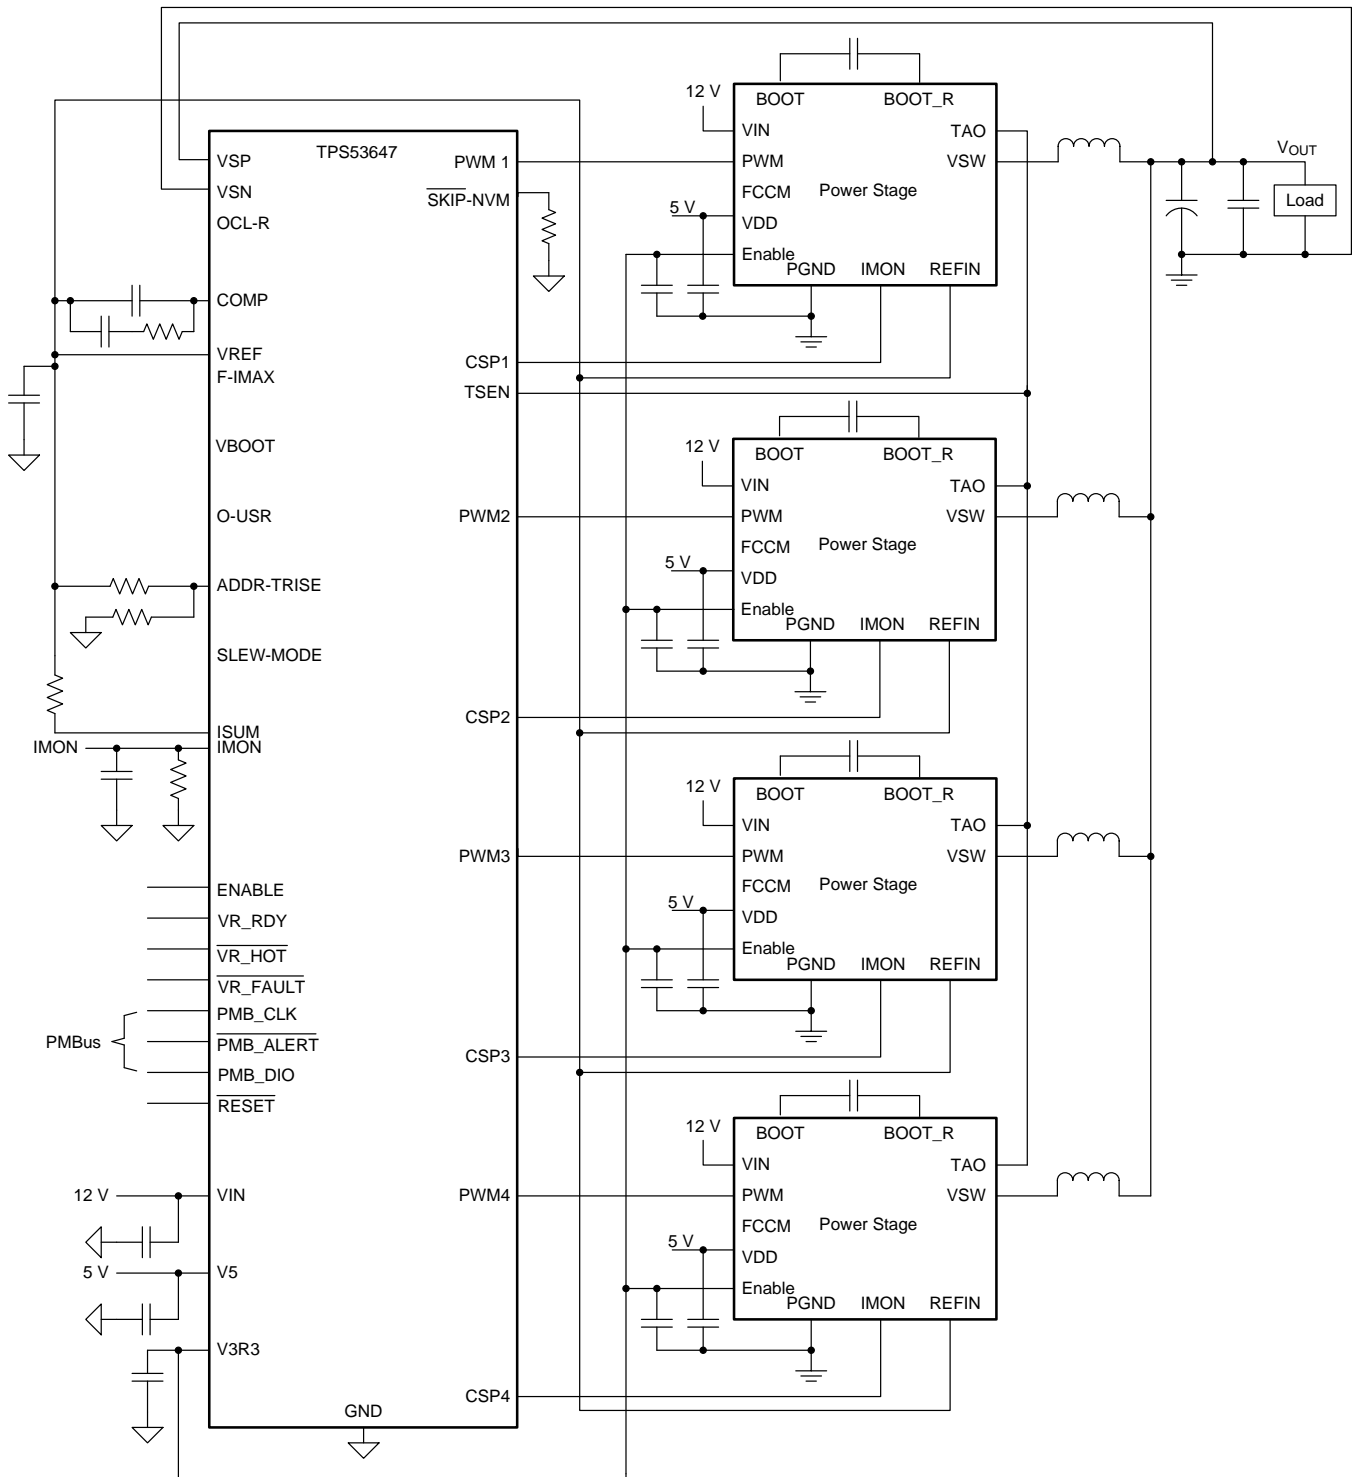 TPS53647
VSP
VSN
OCL-R
COMP
VREF
F-IMAX
VBOOT
O-USR
ADDR-TRISE
SLEW-MODE
ISUM
IMON
IMON
ENABLE
VR_RDY
VR_HOT
VR_FAULT
PMBus
PMB_CLK
PMB_ALERT
PMB_DIO
RESET
12 V
VIN
5 V
V5
V3R3
GND
PWM 1
SKIP-NVM
CSP1
TSEN
PWM2
CSP2
PWM3
CSP3
PWM4
CSP4
12 V
5 V
BOOT
BOOT_R
VIN
TAO
PWM
VSW
FCCM
Power Stage
VDD
Enable
PGND
IMON
REFIN
12 V
5 V
BOOT
BOOT_R
VIN
TAO
PWM
VSW
FCCM
Power Stage
VDD
Enable
PGND
IMON
REFIN
12 V
5 V
BOOT
BOOT_R
VIN
TAO
PWM
VSW
FCCM
Power Stage
VDD
Enable
PGND
IMON
REFIN
12 V
5 V
BOOT
BOOT_R
VIN
TAO
PWM
VSW
FCCM
Power Stage
VDD
Enable
PGND
IMON
REFIN
VOUT
Load